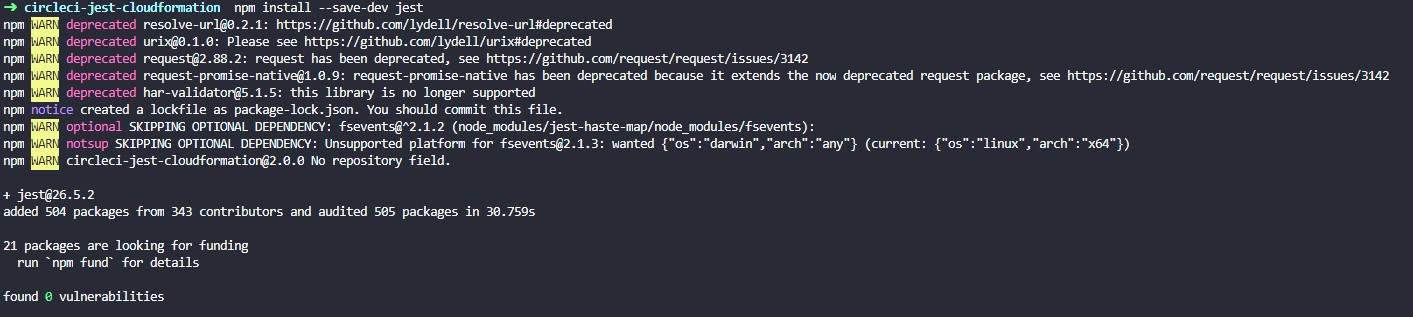 ➜ circleci-jest-cloudformation npm install --save-dev jest
npm WARN deprecated resolve-url@0.2.1: https://github.com/lydell/resolve-url#deprecated
npm WARN deprecated urix@0.1.0: Please see https://github.com/lydell/urix#deprecated
npm WARN deprecated request@2.88.2: request has been deprecated, see https://github.com/request/request/issues/3142
npm WARN deprecated request-promise-native@1.0.9: request-promise-native has been deprecated because it extends the now deprecated request package, see https://github.com/request/request/issues/3142
npm WARN deprecated har-validator@5.1.5: this library is no longer supported
npm notice created a lockfile as package-lock.json. You should commit this file.
npm WARN optional SKIPPING OPTIONAL DEPENDENCY: fsevents@^2.1.2 (node_modules/jest-haste-map/node_modules/fsevents):
npm WARN notsup SKIPPING OPTIONAL DEPENDENCY: Unsupported platform for fsevents@2.1.3: wanted {"os":"darwin","arch":"any"} (current: {"os":"linux","arch":"x64"})
npm WARN circleci-jest-cloudformation@2.0.0 No repository field.
+ jest@26.5.2
added 504 packages from 343 contributors and audited 505 packages in 30.759s
21 packages are looking for funding
run `npm fund` for details
found 0 vulnerabilities